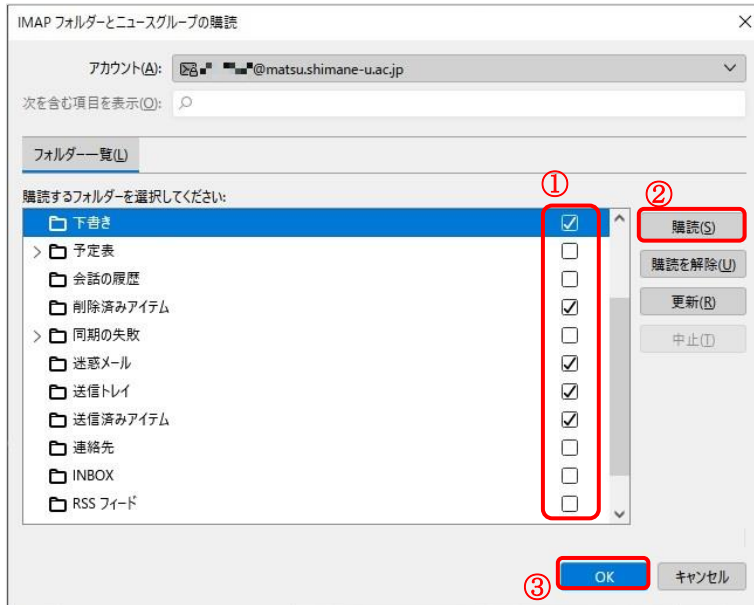 IMAP フォルダーとニュースグループの購読
アカウント(A): @matsu.shimane-u.ac.jp
次を含む項目を表示(O):
フォルダー一覧(L)
購読するフォルダーを選択してください:
①
②
下書き
購読(S)
予定表
購読を解除(U)
会話の履歴
削除済みアイテム
更新(R)
同期の失敗
中止(T)
迷惑メール
送信トレイ
送信済みアイテム
連絡先
INBOX
RSS フィード
③
OK
キャンセル